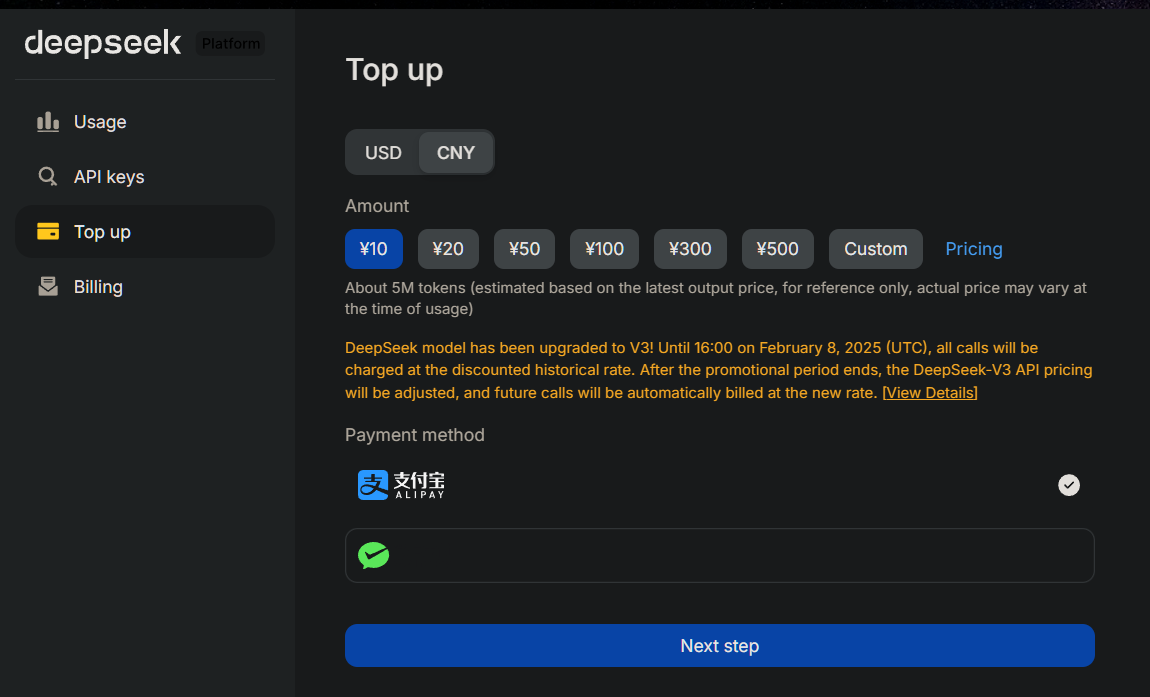 deepseek Platform
Usage
API keys
Top up
Billing
Top up
USD CNY
Amount
¥10 ¥20 ¥50 ¥100 ¥300 ¥500 Custom Pricing
About 5M tokens (estimated based on the latest output price, for reference only, actual price may vary at
the time of usage)
DeepSeek model has been upgraded to V3! Until 16:00 on February 8, 2025 (UTC), all calls will be
charged at the discounted historical rate. After the promotional period ends, the DeepSeek-V3 API pricing
will be adjusted, and future calls will be automatically billed at the new rate. [View Details]
Payment method
支 支付宝
ALIPAY
Next step